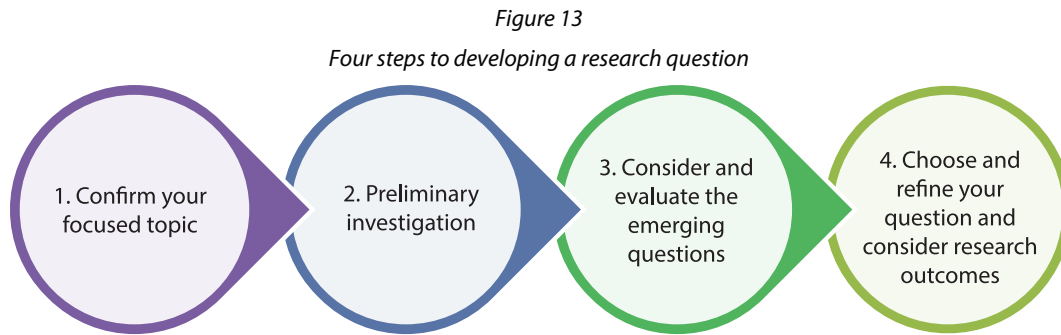 Figure 13
Four steps to developing a research question
1. Confirm your
focused topic
2. Preliminary
investigation
3. Consider and
evaluate the
emerging
questions
4. Choose and
refine your
question and
consider research
outcomes